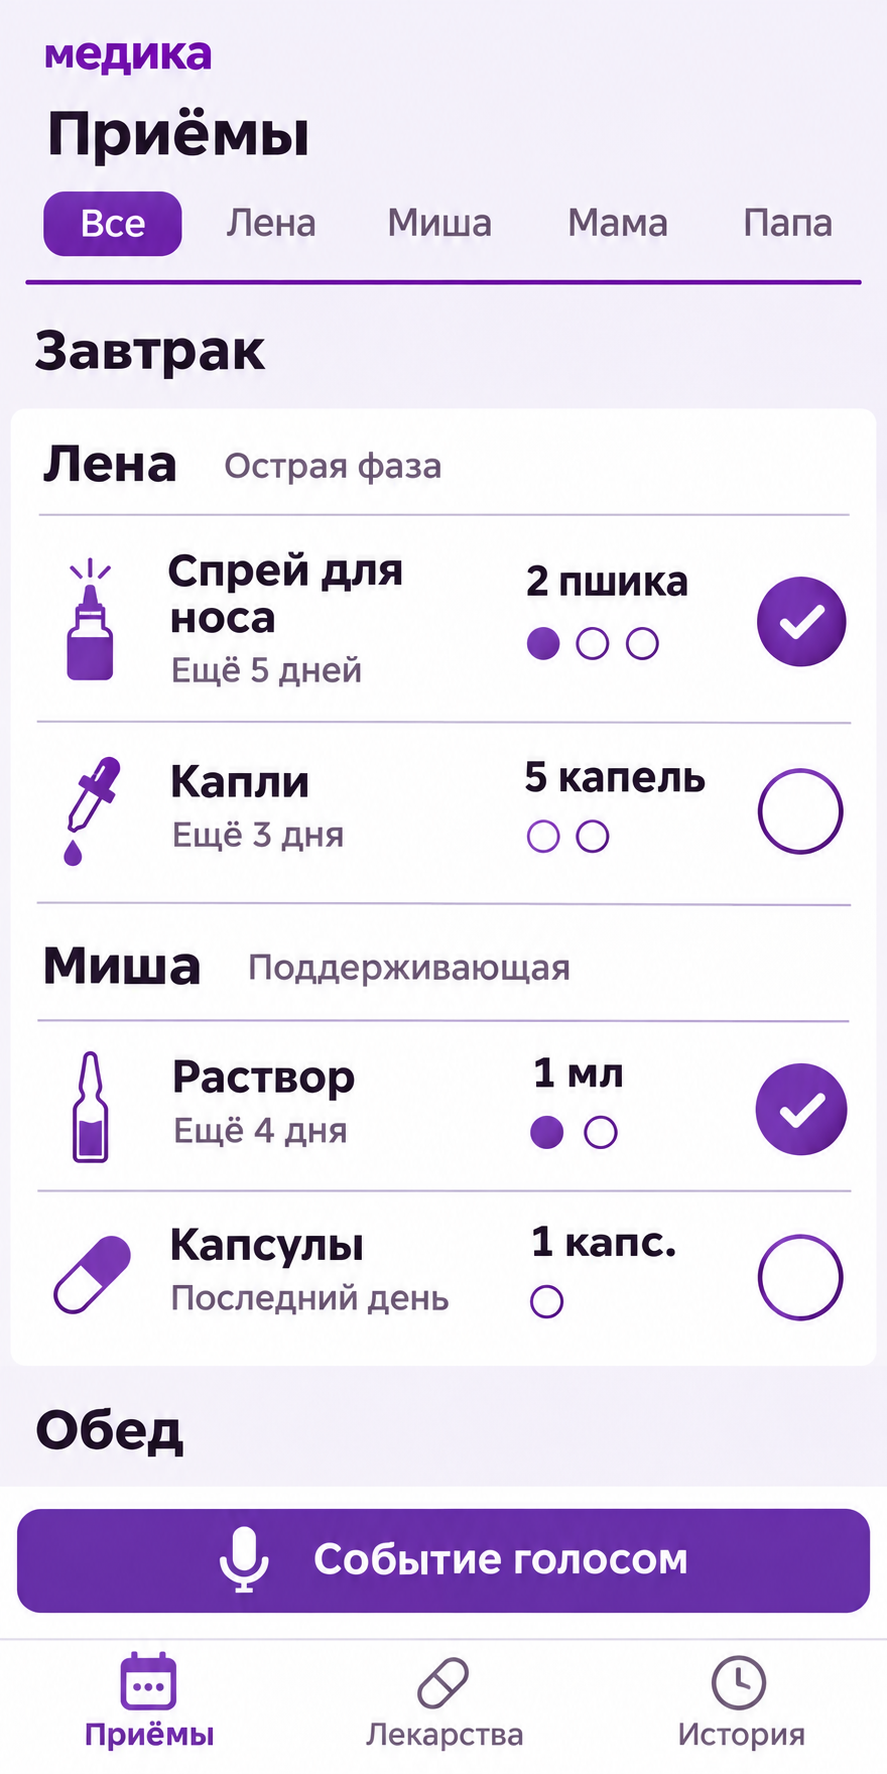 медика
Приёмы
Все Лена Миша Мама Папа
Завтрак
Лена Острая фаза
Спрей для
носа
Ещё 5 дней
2 пшика
Капли
Ещё 3 дня
5 капель
Миша Поддерживающая
Раствор
Ещё 4 дня
1 мл
Капсулы
Последний день
1 капс.
Обед
Событие голосом
Приёмы Лекарства История